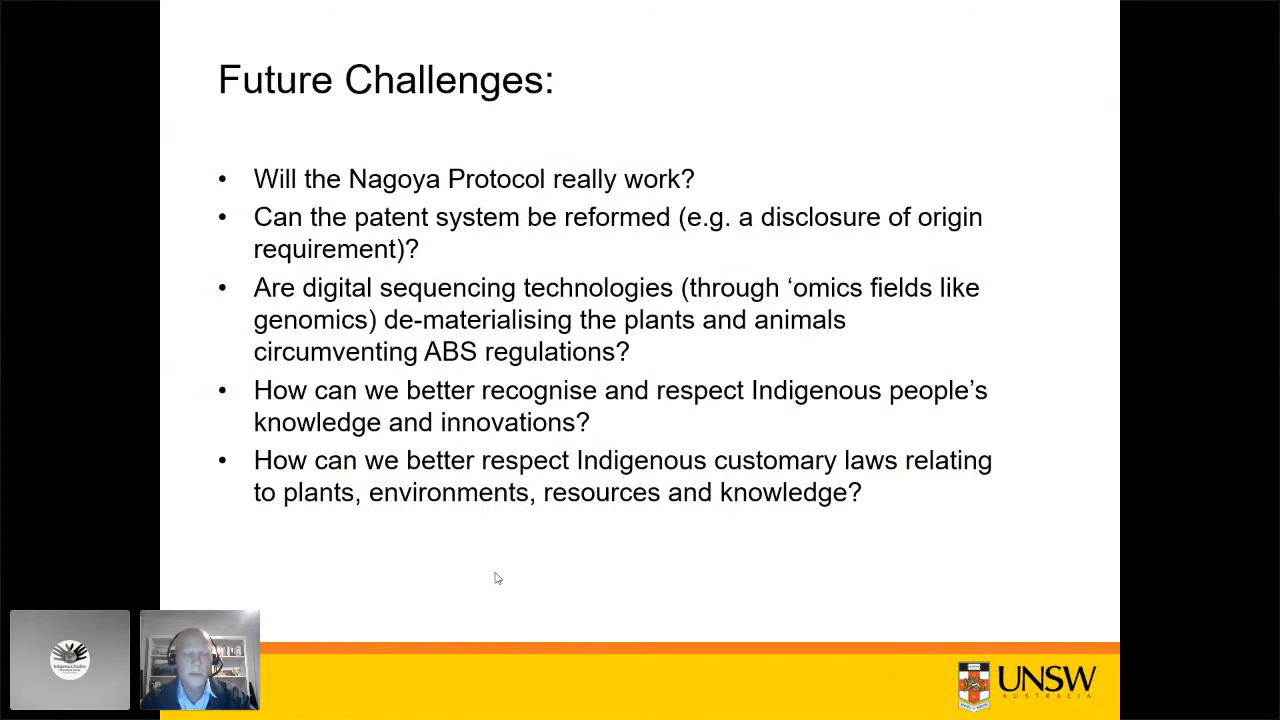 Future Challenges:
• Will the Nagoya Protocol really work?
• Can the patent system be reformed (e.g. a disclosure of origin
requirement)?
• Are digital sequencing technologies (through ‘omics fields like
genomics) de-materialising the plants and animals
circumventing ABS regulations?
• How can we better recognise and respect Indigenous people’s
knowledge and innovations?
• How can we better respect Indigenous customary laws relating
to plants, environments, resources and knowledge?
Indigenous Studies
UNSW
AUSTRALIA